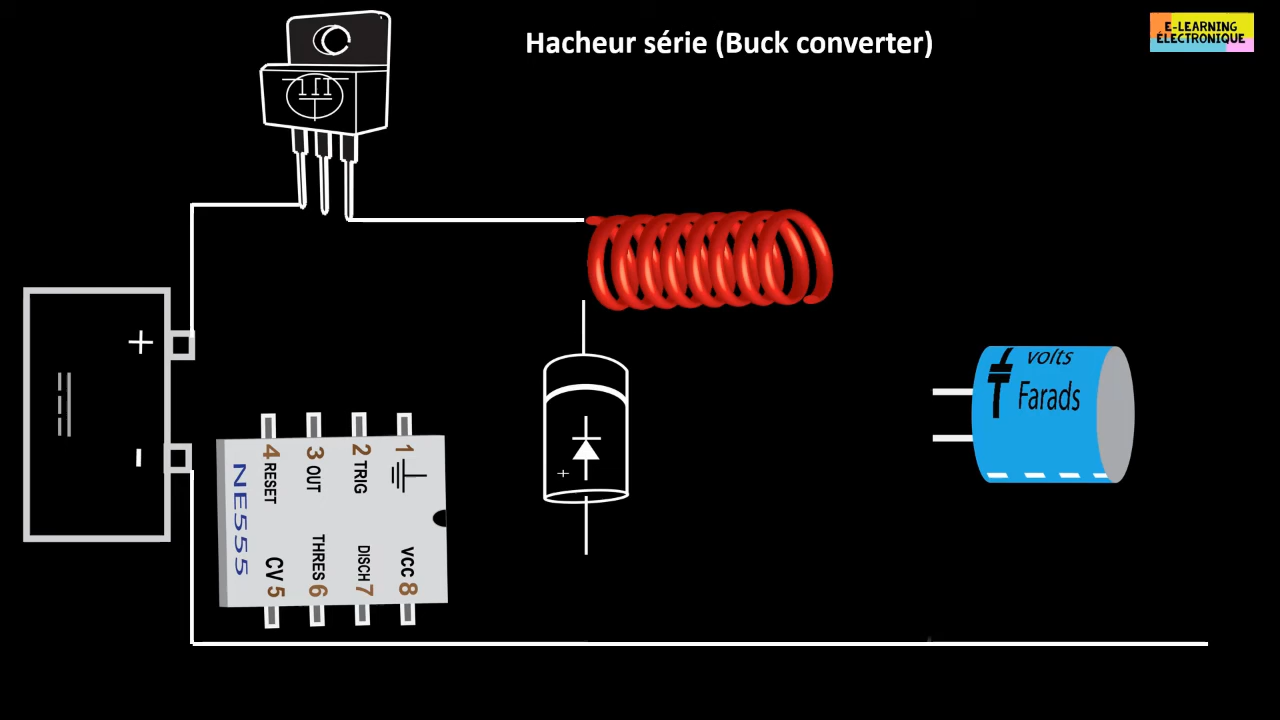 Hacheur série (Buck converter)
E-LEARNING
ÉLECTRONIQUE
+
-
volts
Farads
4 3 2 1
RESET OUT TRIG
NE555
CV THRES DISCH VCC
5 6 7 8
+